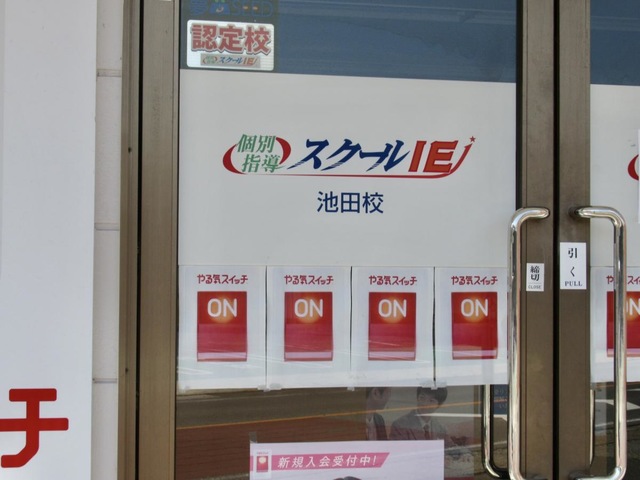 認定校
スクールIE
個別
指導
スクールIE
池田校
引く
PULL
締切
CLOSE
やる気スイッチ
ON
やる気スイッチ
ON
やる気スイッチ
ON
やる気スイッチ
ON
ON
チ
新規入会受付中!